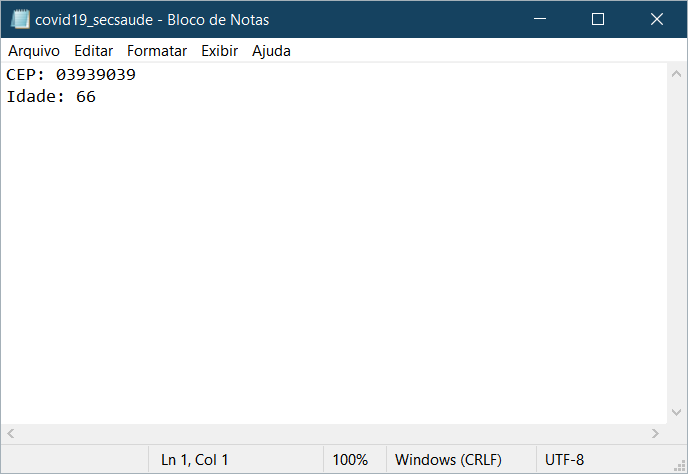 covid19_secsaude - Bloco de Notas
Arquivo Editar Formatar Exibir Ajuda
CEP: 03939039
Idade: 66
Ln 1, Col 1 100% Windows (CRLF) UTF-8